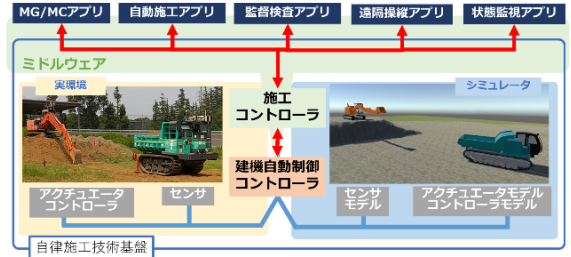 MG/MCアプリ
自動施工アプリ
監督検査アプリ
遠隔操縦アプリ
状態監視アプリ
ミドルウェア
実環境
シミュレータ
施工
コントローラ
建機自動制御
コントローラ
アクチュエータ
コントローラ
センサ
センサ
モデル
アクチュエータモデル
コントローラモデル
自律施工技術基盤